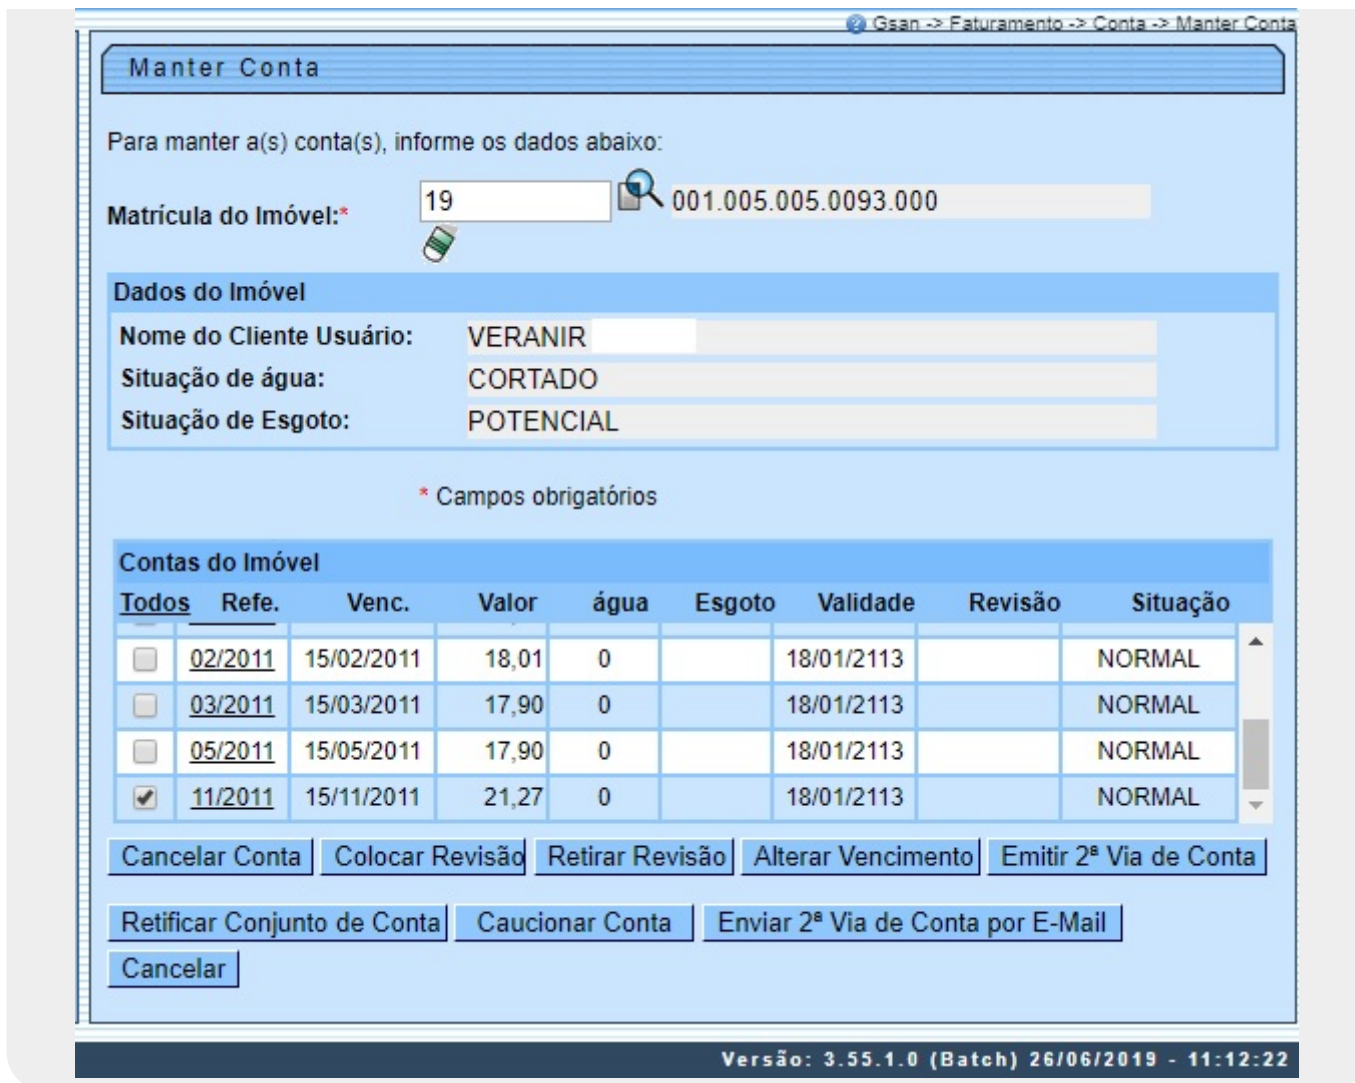 Gsan -> Faturamento -> Conta -> Manter Conta
Manter Conta
Para manter a(s) conta(s), informe os dados abaixo:
Matrícula do Imóvel:* 19 001.005.005.0093.000
Dados do Imóvel
Nome do Cliente Usuário: VERANIR
Situação de água: CORTADO
Situação de Esgoto: POTENCIAL
* Campos obrigatórios
Contas do Imóvel
Todos Refe. Venc. Valor água Esgoto Validade Revisão Situação
02/2011 15/02/2011 18,01 0 18/01/2113 NORMAL
03/2011 15/03/2011 17,90 0 18/01/2113 NORMAL
05/2011 15/05/2011 17,90 0 18/01/2113 NORMAL
11/2011 15/11/2011 21,27 0 18/01/2113 NORMAL
Cancelar Conta Colocar Revisão Retirar Revisão Alterar Vencimento Emitir 2ª Via de Conta
Retificar Conjunto de Conta Caucionar Conta Enviar 2ª Via de Conta por E-Mail
Cancelar
Versão: 3.55.1.0 (Batch) 26/06/2019 - 11:12:22